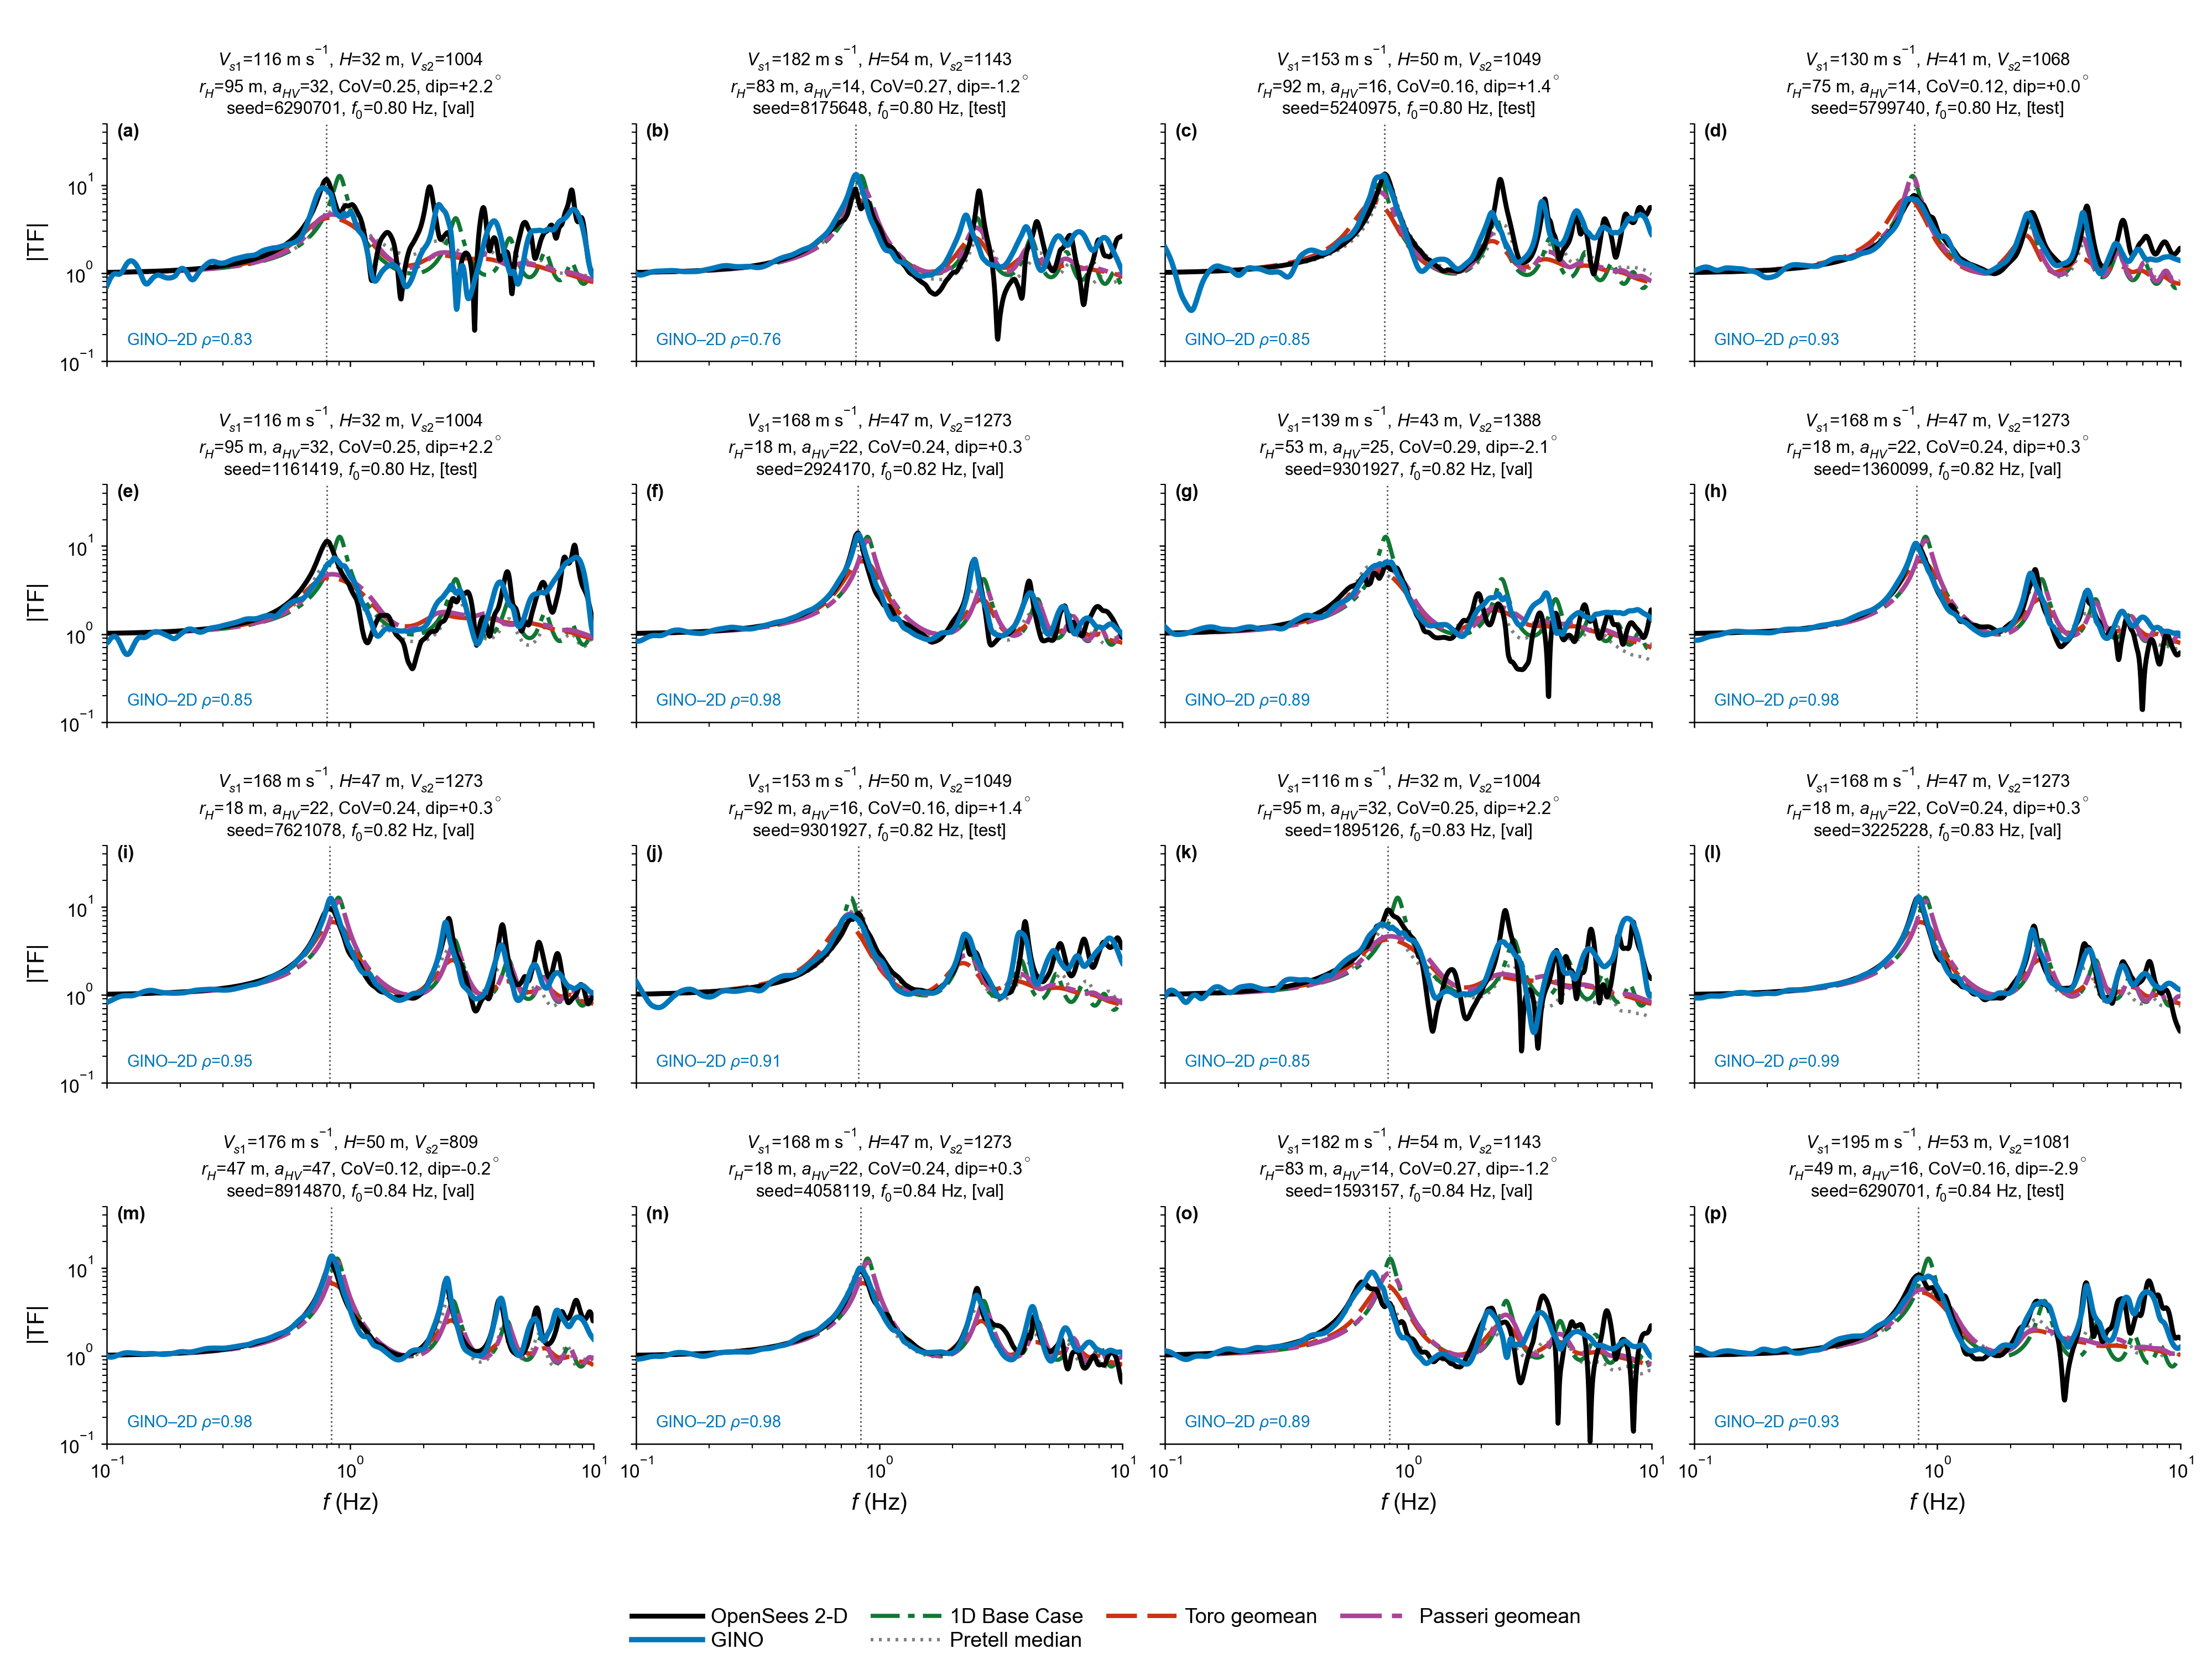 V_s1=116 m s⁻¹, H=32 m, V_s2=1004
r_H=95 m, a_HV=32, CoV=0.25, dip=+2.2°
seed=6290701, f_0=0.80 Hz, [val]
V_s1=182 m s⁻¹, H=54 m, V_s2=1143
r_H=83 m, a_HV=14, CoV=0.27, dip=-1.2°
seed=8175648, f_0=0.80 Hz, [test]
V_s1=153 m s⁻¹, H=50 m, V_s2=1049
r_H=92 m, a_HV=16, CoV=0.16, dip=+1.4°
seed=5240975, f_0=0.80 Hz, [test]
V_s1=130 m s⁻¹, H=41 m, V_s2=1068
r_H=75 m, a_HV=14, CoV=0.12, dip=+0.0°
seed=5799740, f_0=0.80 Hz, [test]
(a)
(b)
(c)
(d)
10¹
10⁰
10⁻¹
|TF|
GINO–2D ρ=0.83
GINO–2D ρ=0.76
GINO–2D ρ=0.85
GINO–2D ρ=0.93
V_s1=116 m s⁻¹, H=32 m, V_s2=1004
r_H=95 m, a_HV=32, CoV=0.25, dip=+2.2°
seed=1161419, f_0=0.80 Hz, [test]
V_s1=168 m s⁻¹, H=47 m, V_s2=1273
r_H=18 m, a_HV=22, CoV=0.24, dip=+0.3°
seed=2924170, f_0=0.82 Hz, [val]
V_s1=139 m s⁻¹, H=43 m, V_s2=1388
r_H=53 m, a_HV=25, CoV=0.29, dip=-2.1°
seed=9301927, f_0=0.82 Hz, [val]
V_s1=168 m s⁻¹, H=47 m, V_s2=1273
r_H=18 m, a_HV=22, CoV=0.24, dip=+0.3°
seed=1360099, f_0=0.82 Hz, [val]
(e)
(f)
(g)
(h)
10¹
10⁰
10⁻¹
|TF|
GINO–2D ρ=0.85
GINO–2D ρ=0.98
GINO–2D ρ=0.89
GINO–2D ρ=0.98
V_s1=168 m s⁻¹, H=47 m, V_s2=1273
r_H=18 m, a_HV=22, CoV=0.24, dip=+0.3°
seed=7621078, f_0=0.82 Hz, [val]
V_s1=153 m s⁻¹, H=50 m, V_s2=1049
r_H=92 m, a_HV=16, CoV=0.16, dip=+1.4°
seed=9301927, f_0=0.82 Hz, [test]
V_s1=116 m s⁻¹, H=32 m, V_s2=1004
r_H=95 m, a_HV=32, CoV=0.25, dip=+2.2°
seed=1895126, f_0=0.83 Hz, [val]
V_s1=168 m s⁻¹, H=47 m, V_s2=1273
r_H=18 m, a_HV=22, CoV=0.24, dip=+0.3°
seed=3225228, f_0=0.83 Hz, [val]
(i)
(j)
(k)
(l)
10¹
10⁰
10⁻¹
|TF|
GINO–2D ρ=0.95
GINO–2D ρ=0.91
GINO–2D ρ=0.85
GINO–2D ρ=0.99
V_s1=176 m s⁻¹, H=50 m, V_s2=809
r_H=47 m, a_HV=47, CoV=0.12, dip=-0.2°
seed=8914870, f_0=0.84 Hz, [val]
V_s1=168 m s⁻¹, H=47 m, V_s2=1273
r_H=18 m, a_HV=22, CoV=0.24, dip=+0.3°
seed=4058119, f_0=0.84 Hz, [val]
V_s1=182 m s⁻¹, H=54 m, V_s2=1143
r_H=83 m, a_HV=14, CoV=0.27, dip=-1.2°
seed=1593157, f_0=0.84 Hz, [val]
V_s1=195 m s⁻¹, H=53 m, V_s2=1081
r_H=49 m, a_HV=16, CoV=0.16, dip=-2.9°
seed=6290701, f_0=0.84 Hz, [test]
(m)
(n)
(o)
(p)
10¹
10⁰
10⁻¹
|TF|
GINO–2D ρ=0.98
GINO–2D ρ=0.98
GINO–2D ρ=0.89
GINO–2D ρ=0.93
10⁻¹ 10⁰ 10¹
10⁻¹ 10⁰ 10¹
10⁻¹ 10⁰ 10¹
10⁻¹ 10⁰ 10¹
f (Hz)
f (Hz)
f (Hz)
f (Hz)
OpenSees 2-D
1D Base Case
Toro geomean
Passeri geomean
GINO
Pretell median